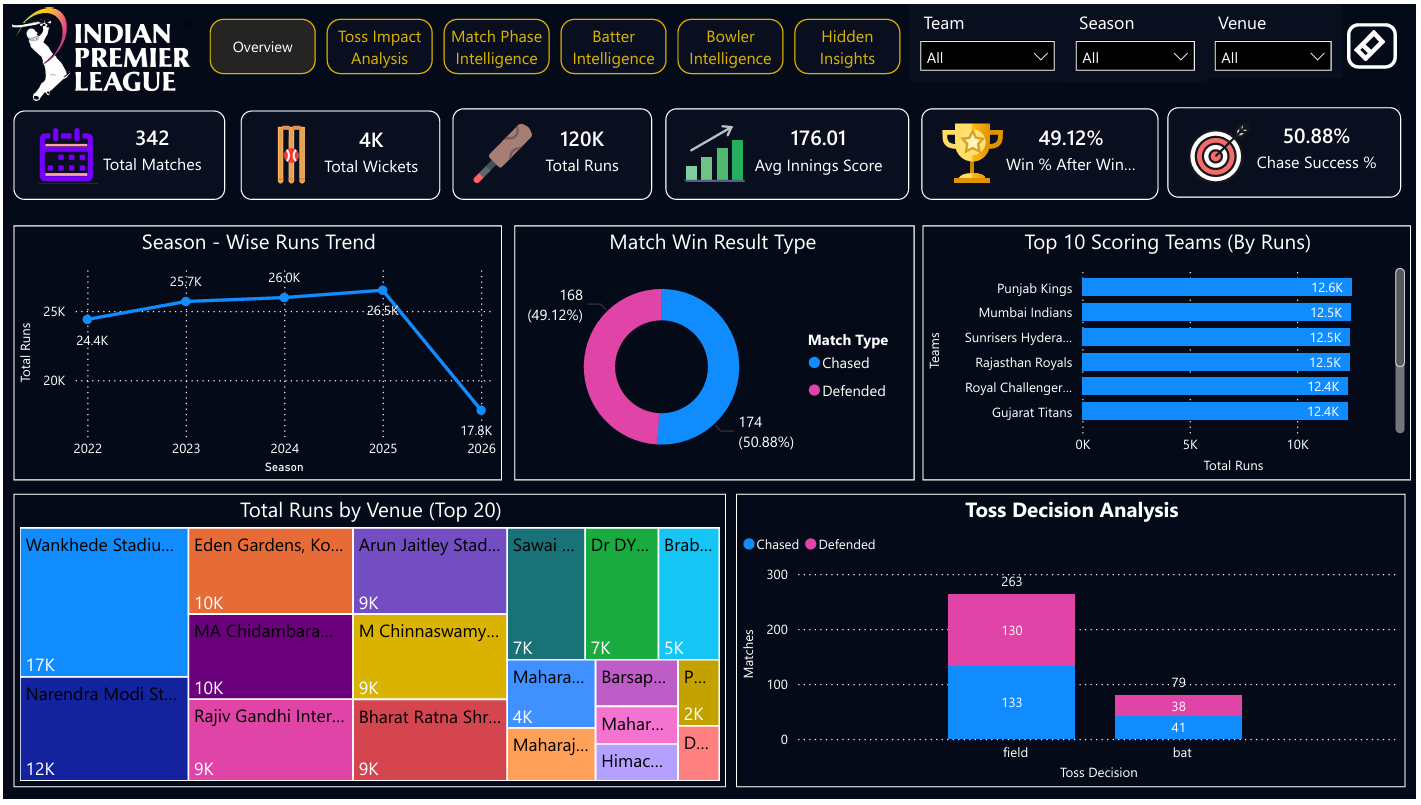 INDIAN
PREMIER
LEAGUE
Overview
Toss Impact
Analysis
Match Phase
Intelligence
Batter
Intelligence
Bowler
Intelligence
Hidden
Insights
Team
All
Season
All
Venue
All
342
Total Matches
4K
Total Wickets
120K
Total Runs
176.01
Avg Innings Score
49.12%
Win % After Win...
50.88%
Chase Success %
Season - Wise Runs Trend
Total Runs
25K
20K
24.4K
25.7K
26.0K
26.5K
17.8K
2022
2023
2024
2025
2026
Season
Match Win Result Type
168
(49.12%)
174
(50.88%)
Match Type
Chased
Defended
Top 10 Scoring Teams (By Runs)
Teams
Punjab Kings 12.6K
Mumbai Indians 12.5K
Sunrisers Hydera... 12.5K
Rajasthan Royals 12.5K
Royal Challenger... 12.4K
Gujarat Titans 12.4K
0K 5K 10K
Total Runs
Total Runs by Venue (Top 20)
Wankhede Stadiu...
17K
Narendra Modi St...
12K
Eden Gardens, Ko...
10K
MA Chidambara...
10K
Rajiv Gandhi Inter...
9K
Arun Jaitley Stad...
9K
M Chinnaswamy...
9K
Bharat Ratna Shr...
9K
Sawai ...
7K
Dr DY...
7K
Brab...
5K
Mahara...
4K
Maharaj...
Barsap...
Mahar...
Himac...
P...
2K
D...
Toss Decision Analysis
Chased Defended
Matches
300
200
100
0
263
130
133
79
38
41
field
bat
Toss Decision